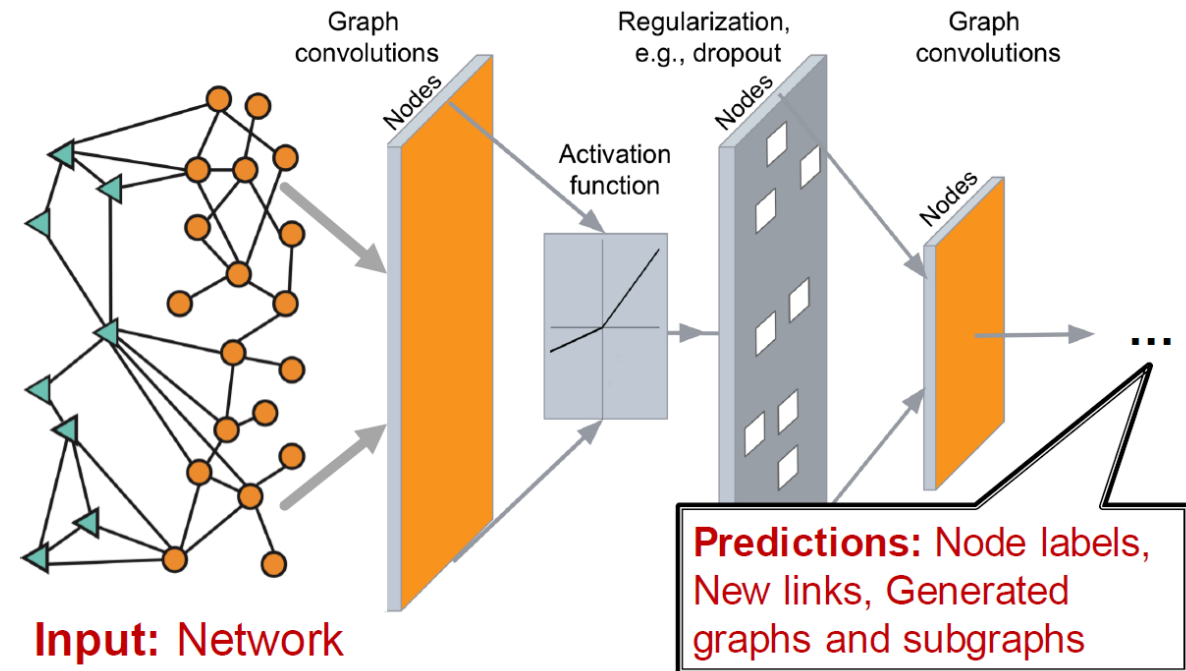 Graph
convolutions
Regularization,
e.g., dropout
Graph
convolutions
Nodes
Nodes
Activation
function
Nodes
...
Predictions: Node labels,
New links, Generated
graphs and subgraphs
Input: Network